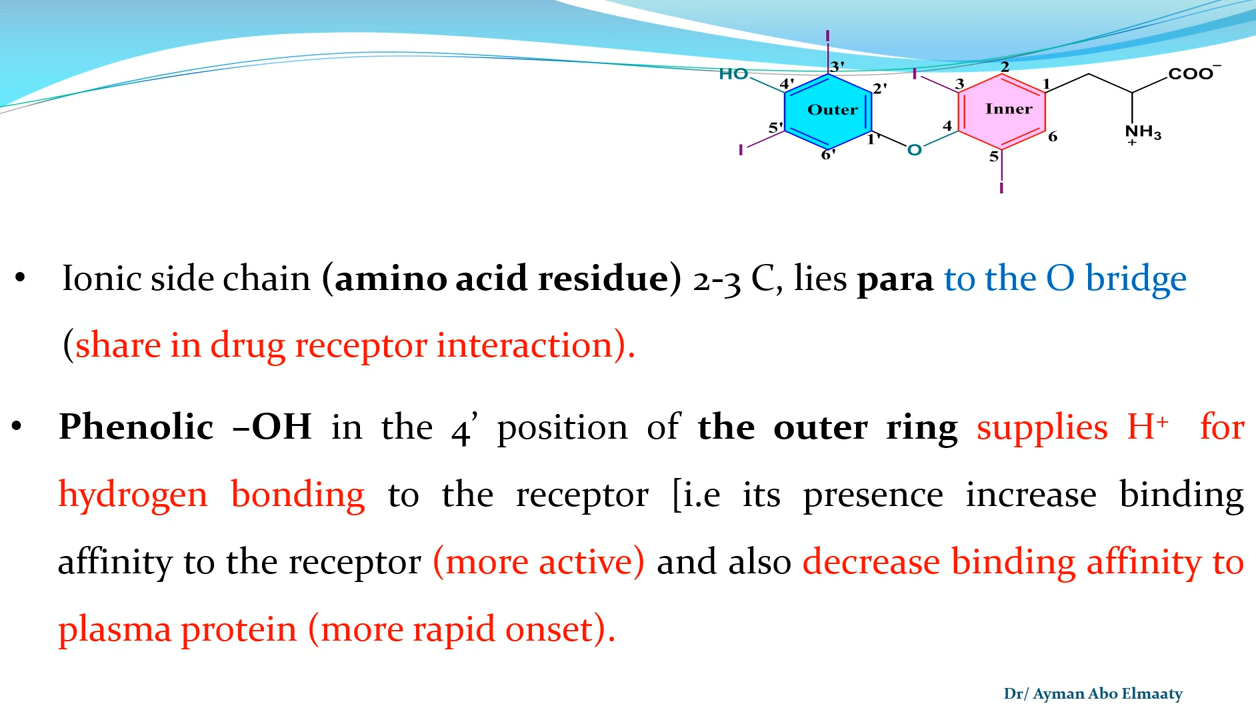 I
3'
HO
4'
2'
Outer
5'
1'
6'
I
O
I
2
3
1
Inner
4
6
5
I
COO⁻
NH₃
+
• Ionic side chain (amino acid residue) 2-3 C, lies para to the O bridge
(share in drug receptor interaction).
• Phenolic –OH in the 4’ position of the outer ring supplies H⁺ for
hydrogen bonding to the receptor [i.e its presence increase binding
affinity to the receptor (more active) and also decrease binding affinity to
plasma protein (more rapid onset).
Dr/ Ayman Abo Elmaaty